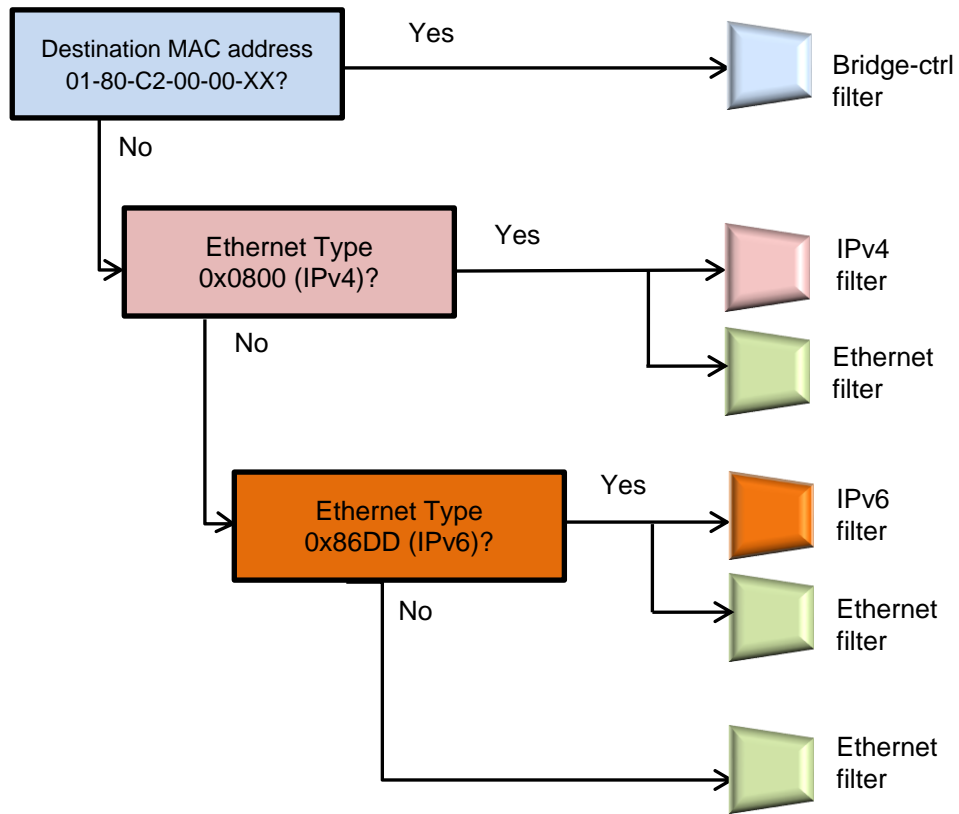 Destination MAC address
01-80-C2-00-00-XX?
Yes
Bridge-ctrl
filter
No
Ethernet Type
0x0800 (IPv4)?
Yes
IPv4
filter
No
Ethernet
filter
Ethernet Type
0x86DD (IPv6)?
Yes
IPv6
filter
No
Ethernet
filter
Ethernet
filter